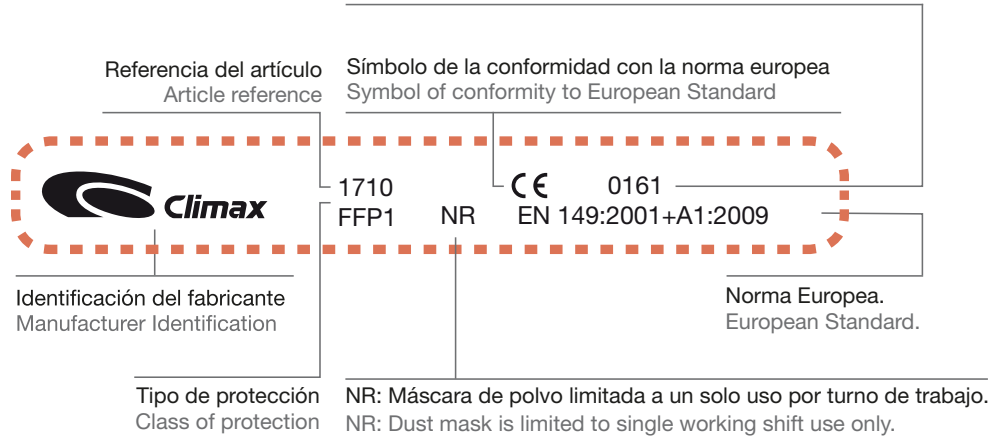 Referencia del artículo
Article reference
Símbolo de la conformidad con la norma europea
Symbol of conformity to European Standard
Climax
1710
CE 0161
FFP1 NR EN 149:2001+A1:2009
Identificación del fabricante
Manufacturer Identification
Norma Europea.
European Standard.
Tipo de protección
Class of protection
NR: Máscara de polvo limitada a un solo uso por turno de trabajo.
NR: Dust mask is limited to single working shift use only.